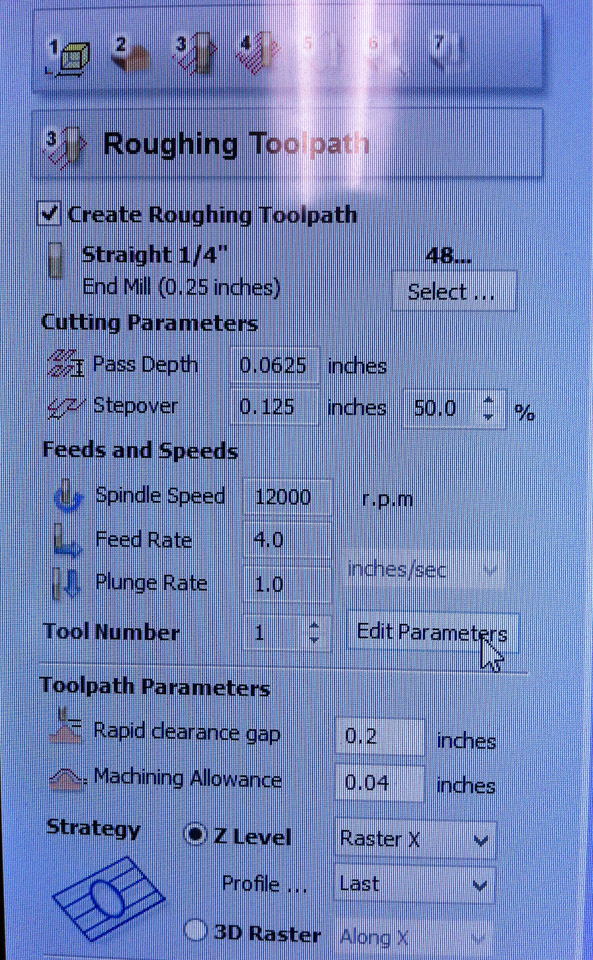 1 2 3 4 5 6 7
3 Roughing Toolpath
Create Roughing Toolpath
Straight 1/4" 48...
End Mill (0.25 inches) Select ...
Cutting Parameters
Pass Depth 0.0625 inches
Stepover 0.125 inches 50.0 %
Feeds and Speeds
Spindle Speed 12000 r.p.m
Feed Rate 4.0
inches/sec
Plunge Rate 1.0
Tool Number 1 Edit Parameters
Toolpath Parameters
Rapid clearance gap 0.2 inches
Machining Allowance 0.04 inches
Strategy Z Level Raster X
Profile ... Last
3D Raster Along X